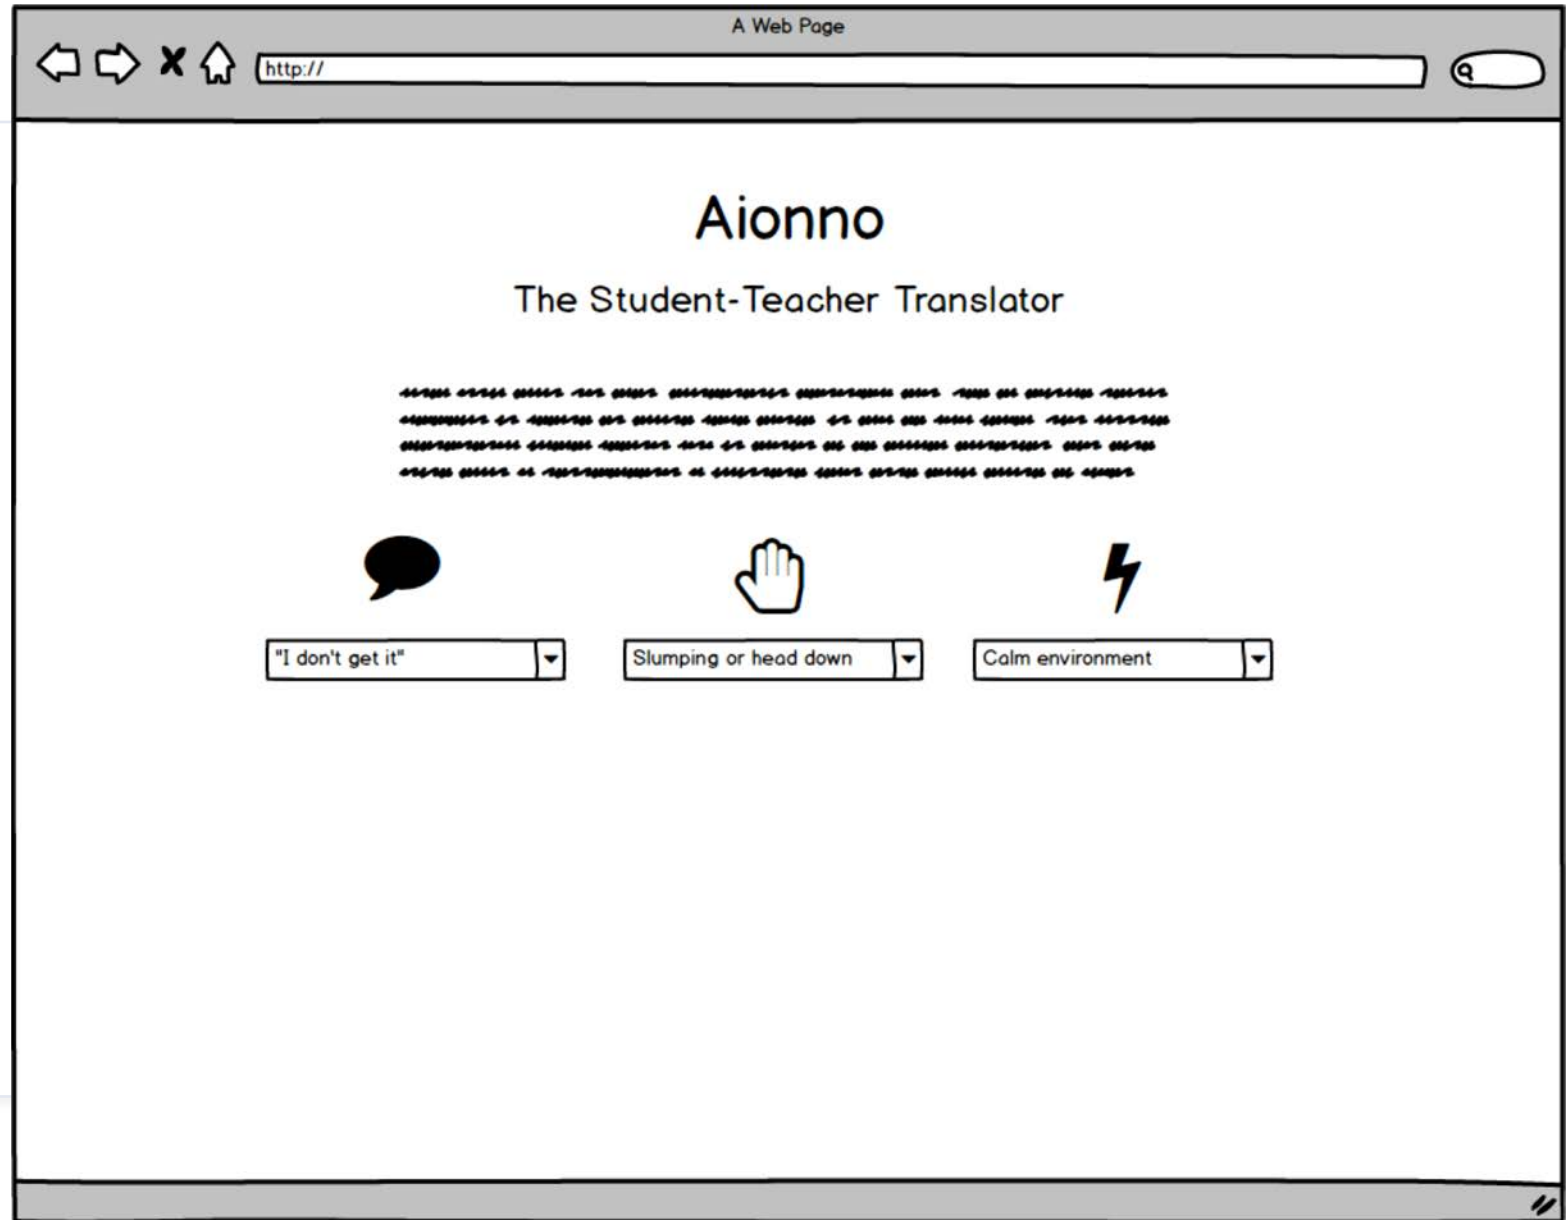 A Web Page
http://
Aionno
The Student-Teacher Translator
"I don't get it"
Slumping or head down
Calm environment